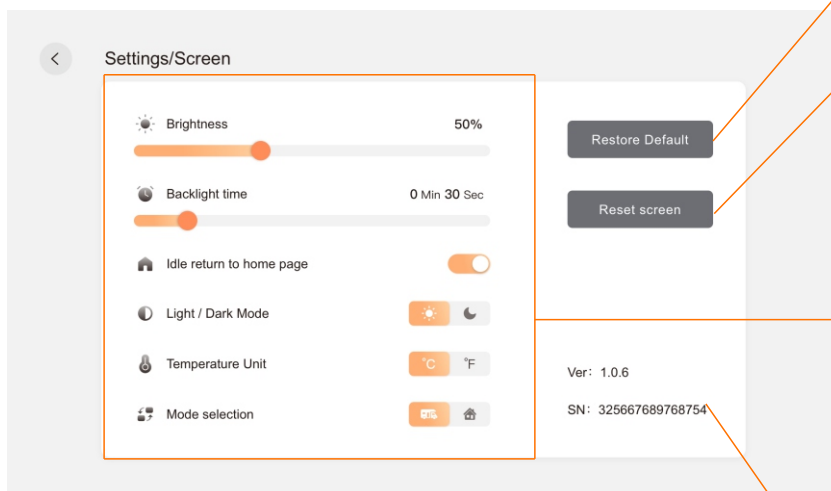 Settings/Screen
Brightness 50%
Restore Default
Backlight time 0 Min 30 Sec
Reset screen
Idle return to home page
Light / Dark Mode
Temperature Unit °C °F
Ver: 1.0.6
Mode selection
SN: 325667689768754